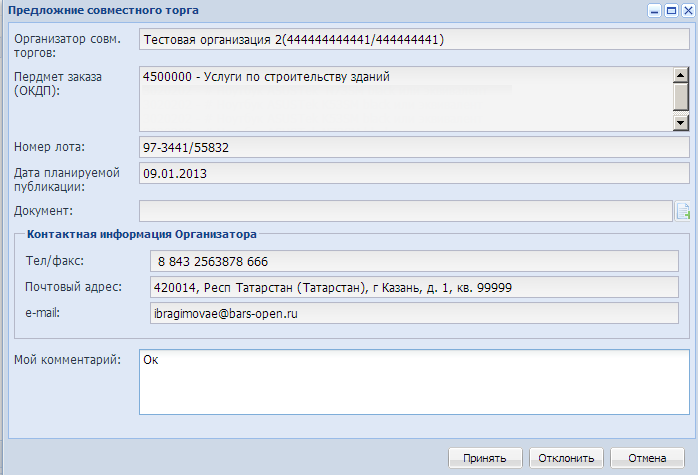 Предложние совместного торга
Организатор совм. торгов: Тестовая организация 2(444444444441/444444441)
Пердмет заказа (ОКДП): 4500000 - Услуги по строительству зданий
Номер лота: 97-3441/55832
Дата планируемой публикации: 09.01.2013
Документ:
Контактная информация Организатора
Тел/факс: 8 843 2563878 666
Почтовый адрес: 420014, Респ Татарстан (Татарстан), г Казань, д. 1, кв. 99999
e-mail: ibragimovae@bars-open.ru
Мой комментарий: Ок
Принять Отклонить Отмена